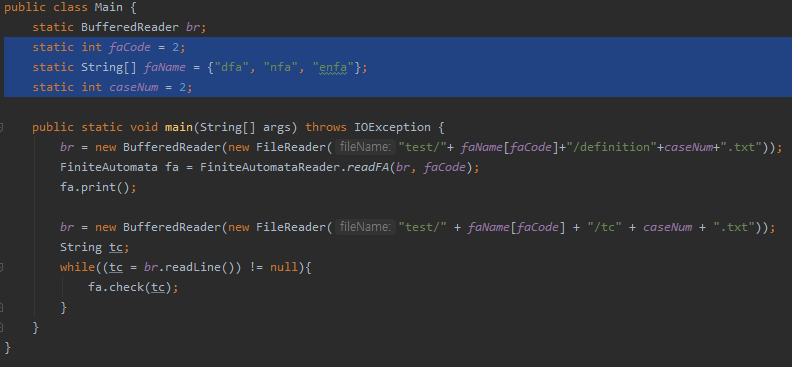 public class Main {
static BufferedReader br;
static int faCode = 2;
static String[] faName = {"dfa", "nfa", "enfa"};
static int caseNum = 2;
public static void main(String[] args) throws IOException {
br = new BufferedReader(new FileReader( fileName: "test/"+ faName[faCode]+"/definition"+caseNum+".txt"));
FiniteAutomata fa = FiniteAutomataReader.readFA(br, faCode);
fa.print();
br = new BufferedReader(new FileReader( fileName: "test/" + faName[faCode] + "/tc" + caseNum + ".txt"));
String tc;
while((tc = br.readLine()) != null){
fa.check(tc);
}
}
}